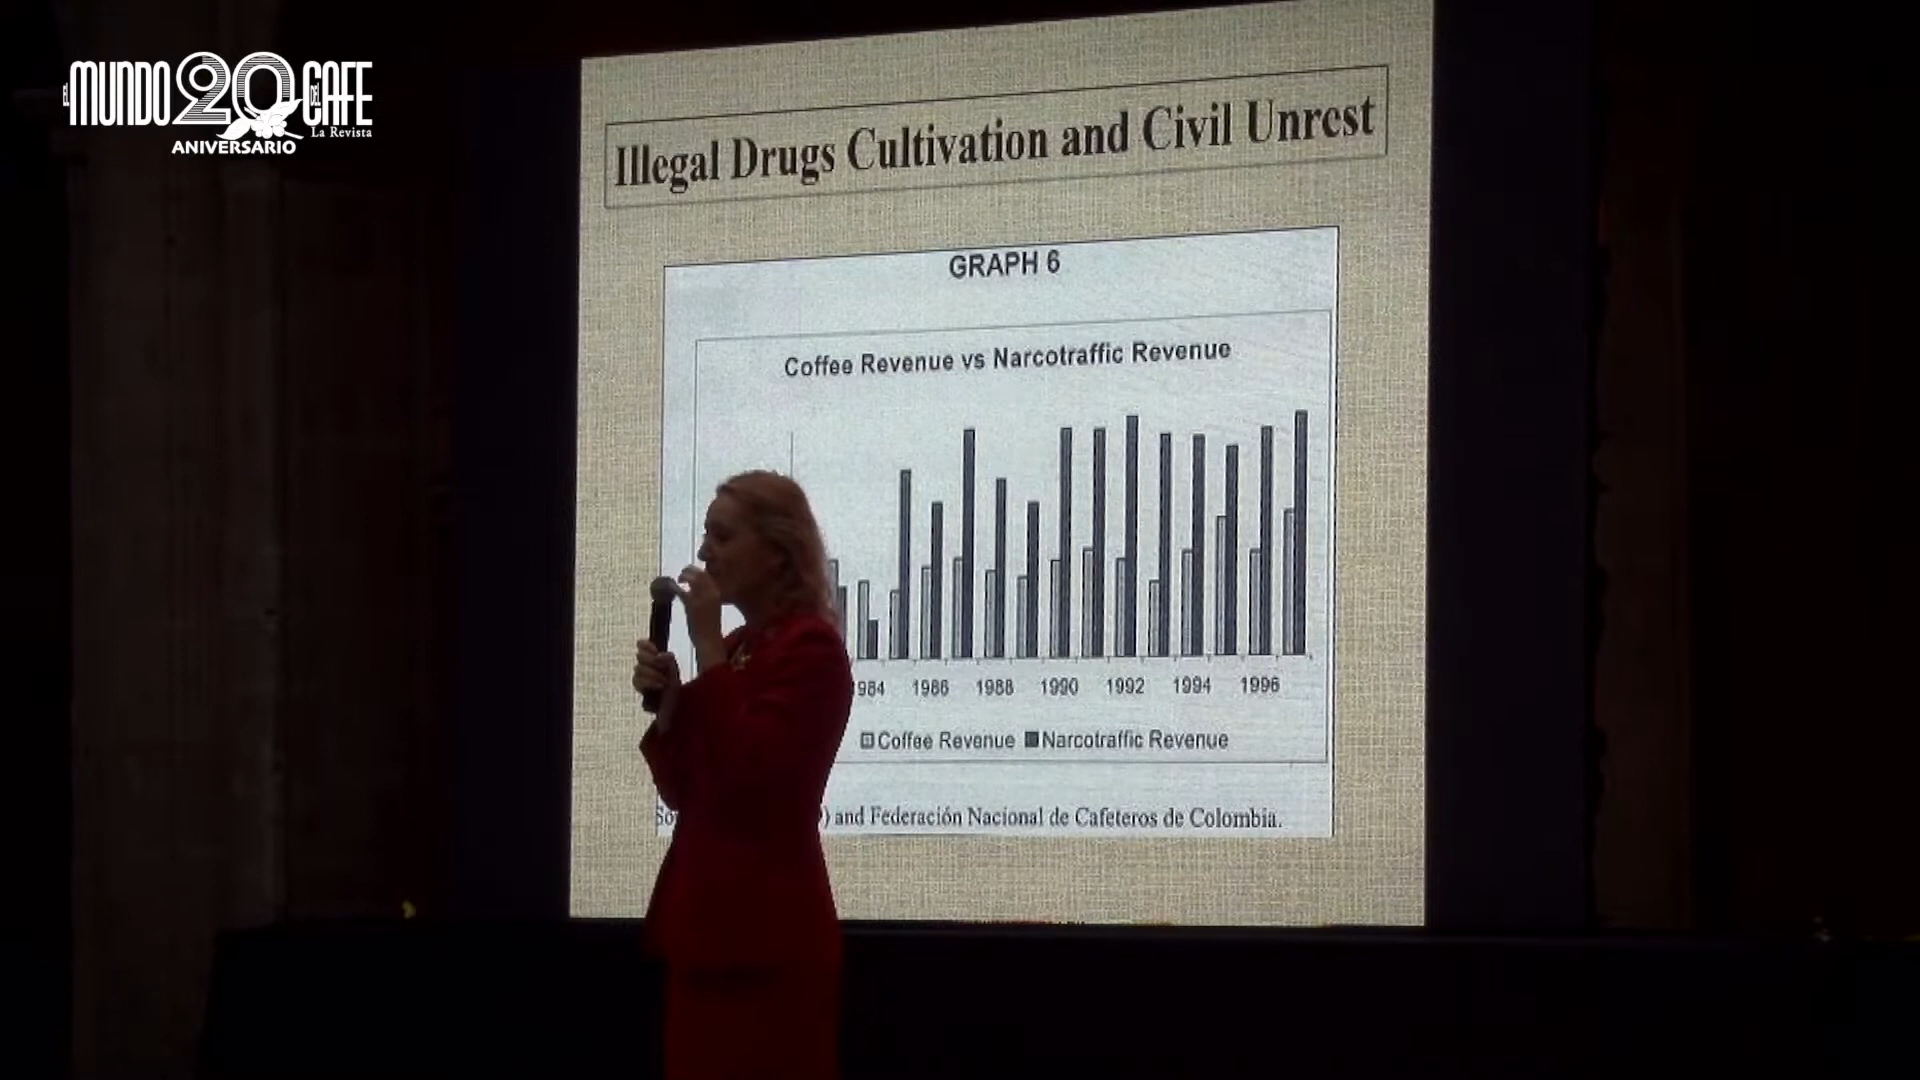 EL MUNDO 20 DEL CAFE
La Revista
ANIVERSARIO
Illegal Drugs Cultivation and Civil Unrest
GRAPH 6
Coffee Revenue vs Narcotraffic Revenue
984 1986 1988 1990 1992 1994 1996
Coffee Revenue Narcotraffic Revenue
So ) and Federación Nacional de Cafeteros de Colombia.